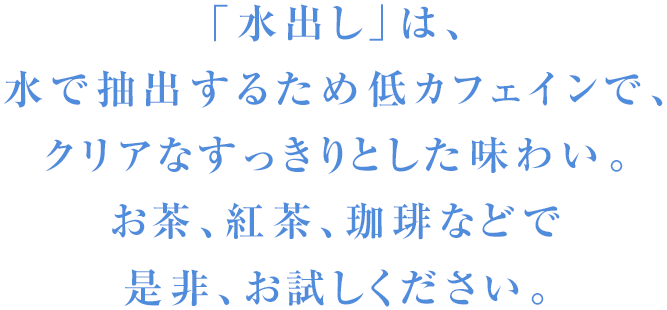 「水出し」は、
水で抽出するため低カフェインで、
クリアなすっきりとした味わい。
お茶、紅茶、珈琲などで
是非、お試しください。